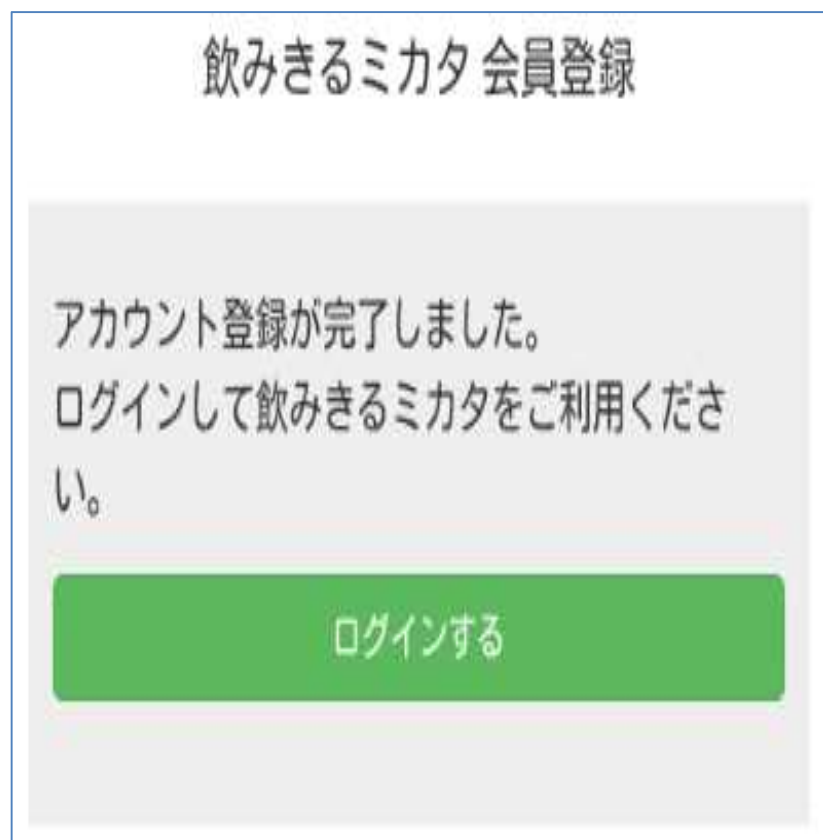 飲みきるミカタ 会員登録
アカウント登録が完了しました。
ログインして飲みきるミカタをご利用くださ
い。
ログインする